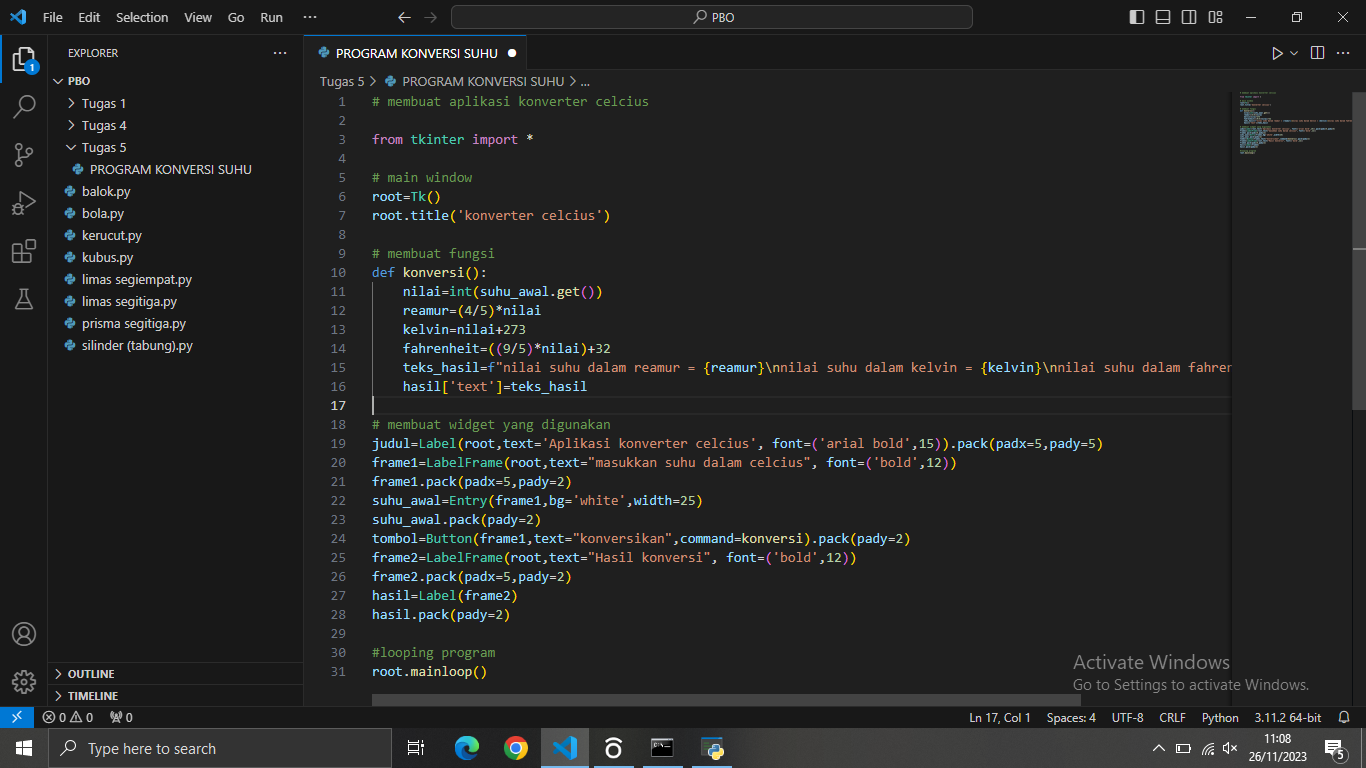 File Edit Selection View Go Run ··· PBO
EXPLORER ···
1
PROGRAM KONVERSI SUHU
PBO
Tugas 1
Tugas 4
Tugas 5
PROGRAM KONVERSI SUHU
balok.py
bola.py
kerucut.py
kubus.py
limas segiempat.py
limas segitiga.py
prisma segitiga.py
silinder (tabung).py
OUTLINE
TIMELINE
Tugas 5 > PROGRAM KONVERSI SUHU > ...
1 # membuat aplikasi konverter celcius
2
3 from tkinter import *
4
5 # main window
6 root=Tk()
7 root.title('konverter celcius')
8
9 # membuat fungsi
10 def konversi():
11     nilai=int(suhu_awal.get())
12     reamur=(4/5)*nilai
13     kelvin=nilai+273
14     fahrenheit=((9/5)*nilai)+32
15     teks_hasil=f"nilai suhu dalam reamur = {reamur}\nnilai suhu dalam kelvin = {kelvin}\nnilai suhu dalam fahren
16     hasil['text']=teks_hasil
17
18 # membuat widget yang digunakan
19 judul=Label(root,text='Aplikasi konverter celcius', font=('arial bold',15)).pack(padx=5,pady=5)
20 frame1=LabelFrame(root,text="masukkan suhu dalam celcius", font=('bold',12))
21 frame1.pack(padx=5,pady=2)
22 suhu_awal=Entry(frame1,bg='white',width=25)
23 suhu_awal.pack(pady=2)
24 tombol=Button(frame1,text="konversikan",command=konversi).pack(pady=2)
25 frame2=LabelFrame(root,text="Hasil konversi", font=('bold',12))
26 frame2.pack(padx=5,pady=2)
27 hasil=Label(frame2)
28 hasil.pack(pady=2)
29
30 #looping program
31 root.mainloop()
Activate Windows
Go to Settings to activate Windows.
0 0 0 Ln 17, Col 1 Spaces: 4 UTF-8 CRLF Python 3.11.2 64-bit
Type here to search
11:08
26/11/2023
5